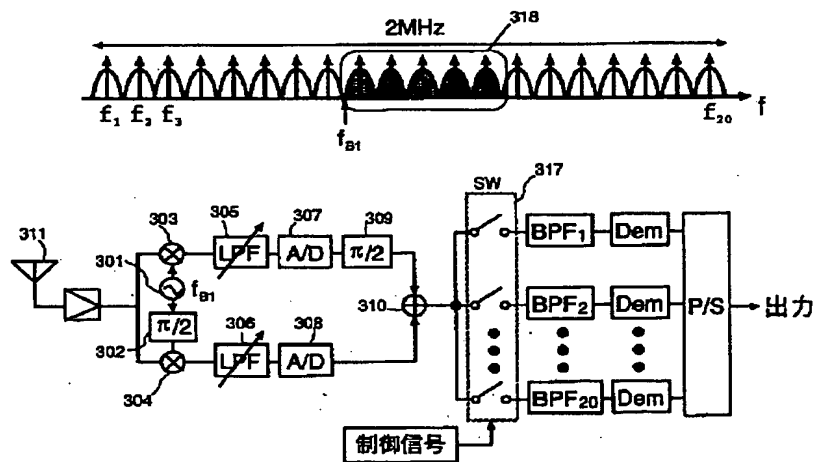 318
2MHz
f1 f2 f3 f20 f
fB1
317
SW
303 305 307 309
311
LPF A/D π/2
BPF1 Dem
301
fB1
310
BPF2 Dem
P/S
出力
306 308
302
π/2
LPF A/D
304
BPF20 Dem
制御信号